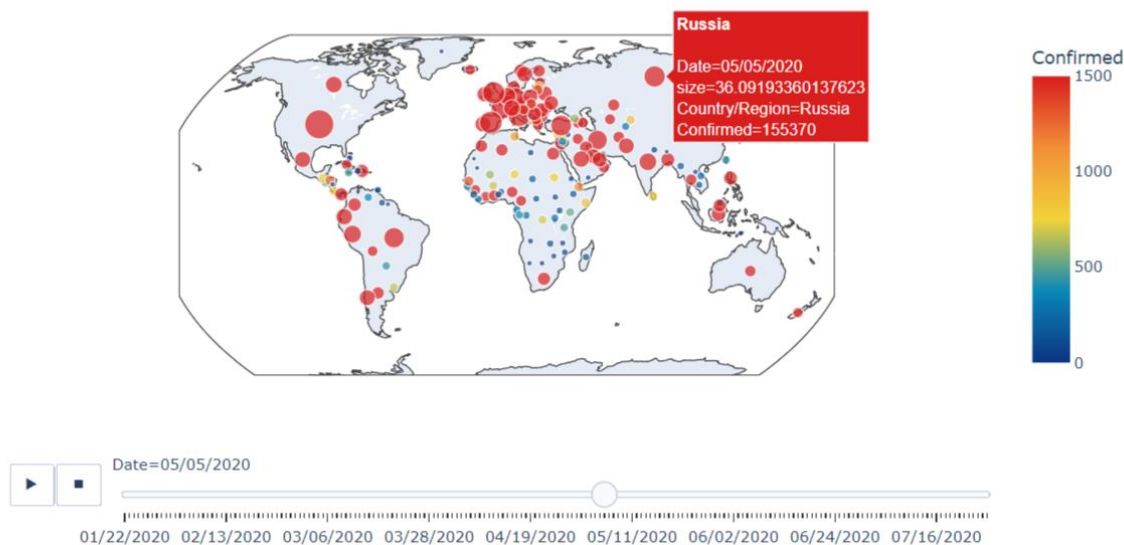 Russia
Date=05/05/2020
size=36.09193360137623
Country/Region=Russia
Confirmed=155370
Confirmed
1500
1000
500
0
Date=05/05/2020
01/22/2020 02/13/2020 03/06/2020 03/28/2020 04/19/2020 05/11/2020 06/02/2020 06/24/2020 07/16/2020